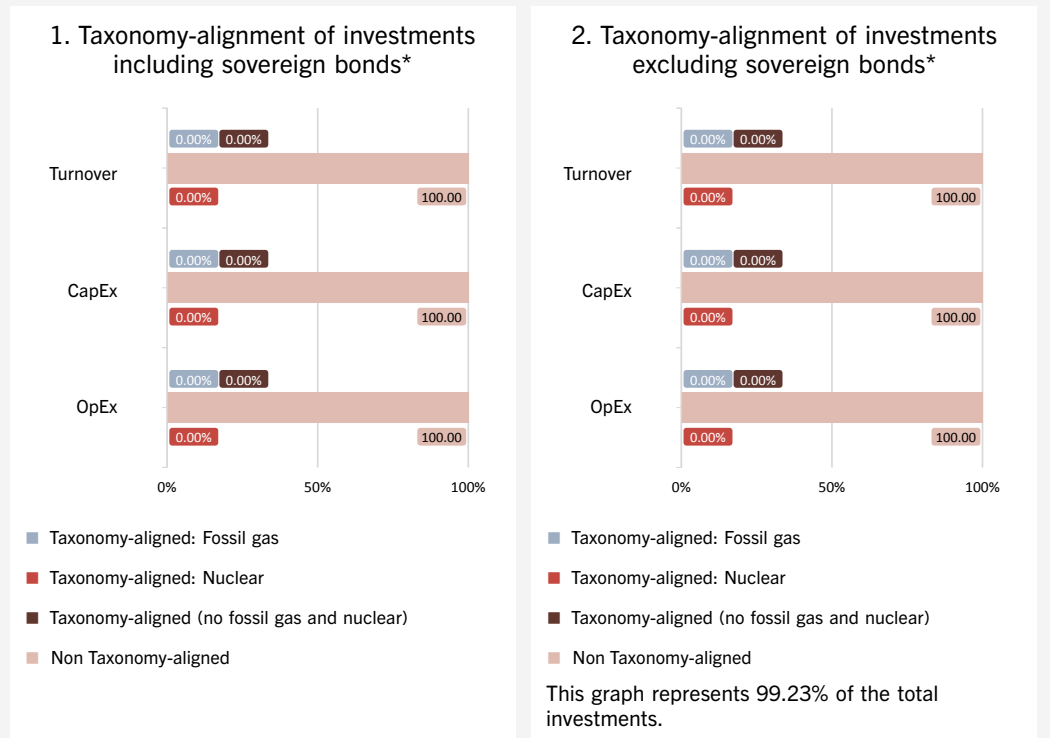 1. Taxonomy-alignment of investments
including sovereign bonds*
Turnover
0.00% 0.00%
0.00% 100.00
CapEx
0.00% 0.00%
0.00% 100.00
OpEx
0.00% 0.00%
0.00% 100.00
0% 50% 100%
Taxonomy-aligned: Fossil gas
Taxonomy-aligned: Nuclear
Taxonomy-aligned (no fossil gas and nuclear)
Non Taxonomy-aligned
2. Taxonomy-alignment of investments
excluding sovereign bonds*
Turnover
0.00% 0.00%
0.00% 100.00
CapEx
0.00% 0.00%
0.00% 100.00
OpEx
0.00% 0.00%
0.00% 100.00
0% 50% 100%
Taxonomy-aligned: Fossil gas
Taxonomy-aligned: Nuclear
Taxonomy-aligned (no fossil gas and nuclear)
Non Taxonomy-aligned
This graph represents 99.23% of the total
investments.